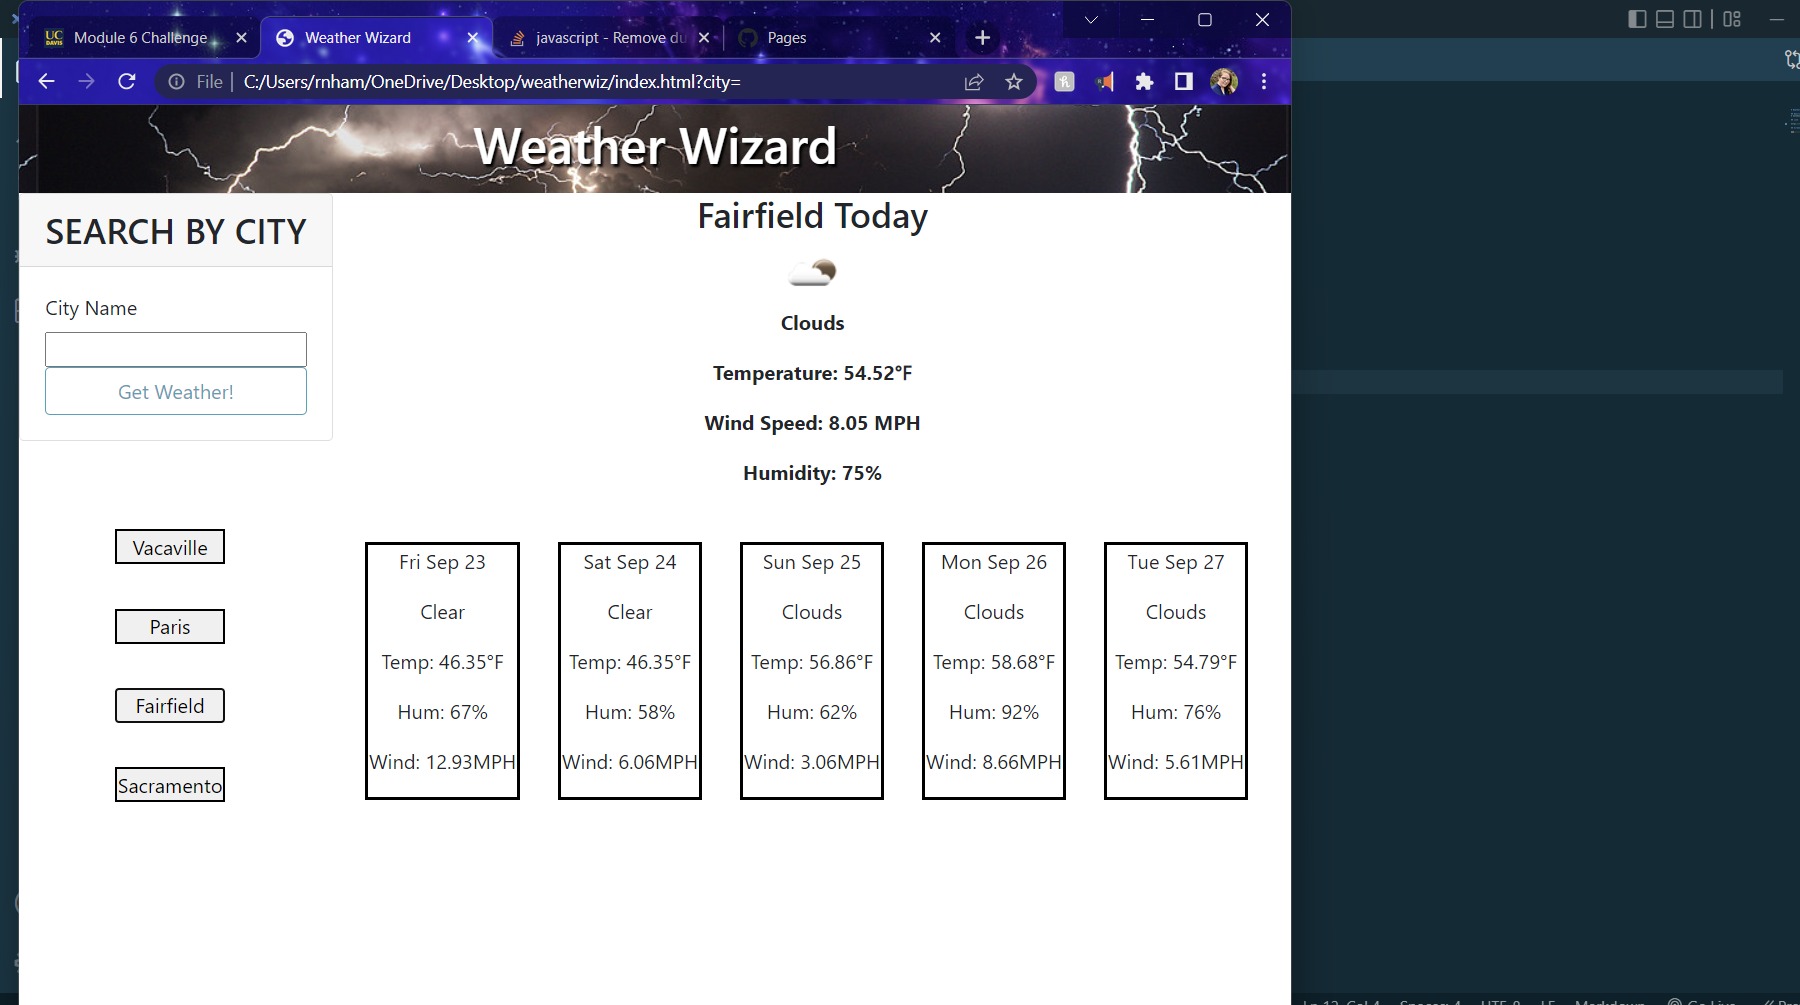 UC DAVIS Module 6 Challenge
Weather Wizard
javascript - Remove du
Pages
File C:/Users/rnham/OneDrive/Desktop/weatherwiz/index.html?city=
Weather Wizard
SEARCH BY CITY
City Name
Get Weather!
Fairfield Today
Clouds
Temperature: 54.52°F
Wind Speed: 8.05 MPH
Humidity: 75%
Vacaville
Paris
Fairfield
Sacramento
Fri Sep 23
Clear
Temp: 46.35°F
Hum: 67%
Wind: 12.93MPH
Sat Sep 24
Clear
Temp: 46.35°F
Hum: 58%
Wind: 6.06MPH
Sun Sep 25
Clouds
Temp: 56.86°F
Hum: 62%
Wind: 3.06MPH
Mon Sep 26
Clouds
Temp: 58.68°F
Hum: 92%
Wind: 8.66MPH
Tue Sep 27
Clouds
Temp: 54.79°F
Hum: 76%
Wind: 5.61MPH